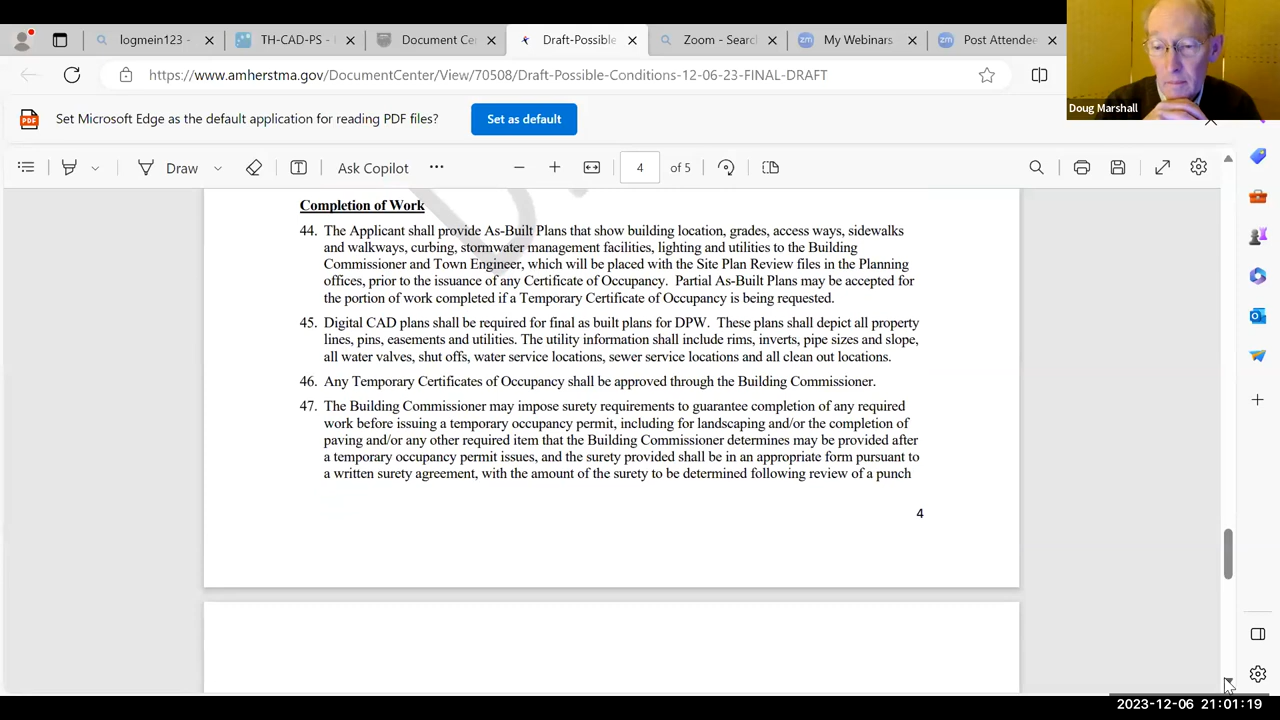 logmein123 -
TH-CAD-PS -
Document Ce
Draft-Possible
Zoom - Searc
My Webinars
Post Attende
https://www.amherstma.gov/DocumentCenter/View/70508/Draft-Possible-Conditions-12-06-23-FINAL-DRAFT
Doug Marshall
Set Microsoft Edge as the default application for reading PDF files?
Set as default
Draw
Ask Copilot
4 of 5
Completion of Work
44. The Applicant shall provide As-Built Plans that show building location, grades, access ways, sidewalks
and walkways, curbing, stormwater management facilities, lighting and utilities to the Building
Commissioner and Town Engineer, which will be placed with the Site Plan Review files in the Planning
offices, prior to the issuance of any Certificate of Occupancy. Partial As-Built Plans may be accepted for
the portion of work completed if a Temporary Certificate of Occupancy is being requested.
45. Digital CAD plans shall be required for final as built plans for DPW. These plans shall depict all property
lines, pins, easements and utilities. The utility information shall include rims, inverts, pipe sizes and slope,
all water valves, shut offs, water service locations, sewer service locations and all clean out locations.
46. Any Temporary Certificates of Occupancy shall be approved through the Building Commissioner.
47. The Building Commissioner may impose surety requirements to guarantee completion of any required
work before issuing a temporary occupancy permit, including for landscaping and/or the completion of
paving and/or any other required item that the Building Commissioner determines may be provided after
a temporary occupancy permit issues, and the surety provided shall be in an appropriate form pursuant to
a written surety agreement, with the amount of the surety to be determined following review of a punch
4
2023-12-06 21:01:19